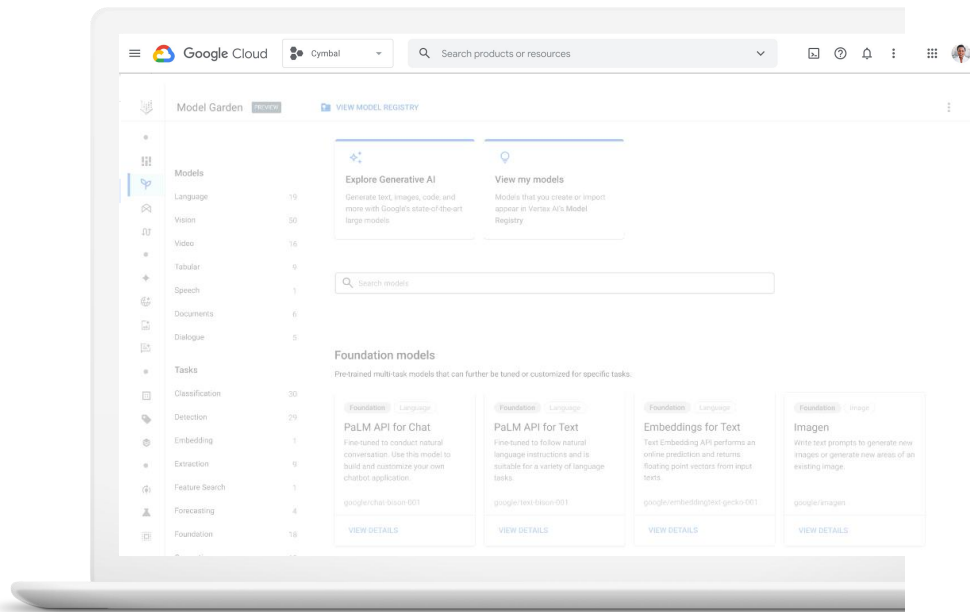 Google Cloud
Cymbal
Search products or resources
Model Garden
PREVIEW
VIEW MODEL REGISTRY
Explore Generative AI
Generate text, images, code, and
more with Google's state-of-the-art
large models
View my models
Models that you create or import
appear in Vertex AI's Model
Registry
Models
Language 19
Vision 50
Video 16
Tabular 9
Speech 1
Documents 6
Dialogue 5
Tasks
Classification 30
Detection 29
Embedding 1
Extraction 9
Feature Search 1
Forecasting 4
Foundation 18
Search models
Foundation models
Pre-trained multi-task models that can further be tuned or customized for specific tasks.
Foundation Language
PaLM API for Chat
Fine-tuned to conduct natural
conversation. Use this model to
build and customize your own
chatbot application.
google/chat-bison-001
VIEW DETAILS
Foundation Language
PaLM API for Text
Fine-tuned to follow natural
language instructions and is
suitable for a variety of language
tasks.
google/text-bison-001
VIEW DETAILS
Foundation Language
Embeddings for Text
Text Embedding API performs an
online prediction and returns
floating point vectors from input
texts.
google/embeddingtext-gecko-001
VIEW DETAILS
Foundation Image
Imagen
Write text prompts to generate new
images or generate new areas of an
existing image.
google/imagen
VIEW DETAILS